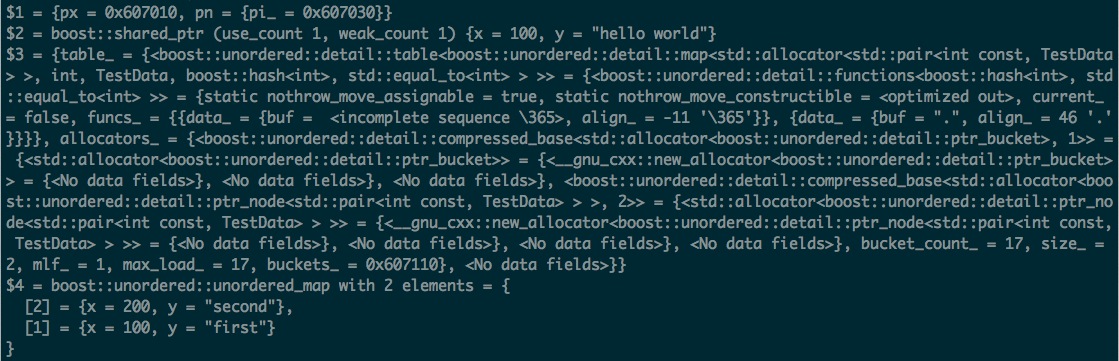 $1 = {px = 0x607010, pn = {pi_ = 0x607030}}
$2 = boost::shared_ptr (use_count 1, weak_count 1) {x = 100, y = "hello world"}
$3 = {table_ = {<boost::unordered::detail::table<boost::unordered::detail::map<std::allocator<std::pair<int const, TestData
> >, int, TestData, boost::hash<int>, std::equal_to<int> > >> = {<boost::unordered::detail::functions<boost::hash<int>, std
::equal_to<int> >> = {static nothrow_move_assignable = true, static nothrow_move_constructible = <optimized out>, current_
= false, funcs_ = {{data_ = {buf =  <incomplete sequence \365>, align_ = -11 '\365'}}, {data_ = {buf = ".", align_ = 46 '.'
}}}}, allocators_ = {<boost::unordered::detail::compressed_base<std::allocator<boost::unordered::detail::ptr_bucket>, 1>> =
 {<std::allocator<boost::unordered::detail::ptr_bucket>> = {<__gnu_cxx::new_allocator<boost::unordered::detail::ptr_bucket>
> = {<No data fields>}, <No data fields>}, <No data fields>}, <boost::unordered::detail::compressed_base<std::allocator<boo
st::unordered::detail::ptr_node<std::pair<int const, TestData> > >, 2>> = {<std::allocator<boost::unordered::detail::ptr_no
de<std::pair<int const, TestData> > >> = {<__gnu_cxx::new_allocator<boost::unordered::detail::ptr_node<std::pair<int const,
 TestData> > >> = {<No data fields>}, <No data fields>}, <No data fields>}, <No data fields>}, bucket_count_ = 17, size_ =
2, mlf_ = 1, max_load_ = 17, buckets_ = 0x607110}, <No data fields>}}
$4 = boost::unordered::unordered_map with 2 elements = {
  [2] = {x = 200, y = "second"},
  [1] = {x = 100, y = "first"}
}